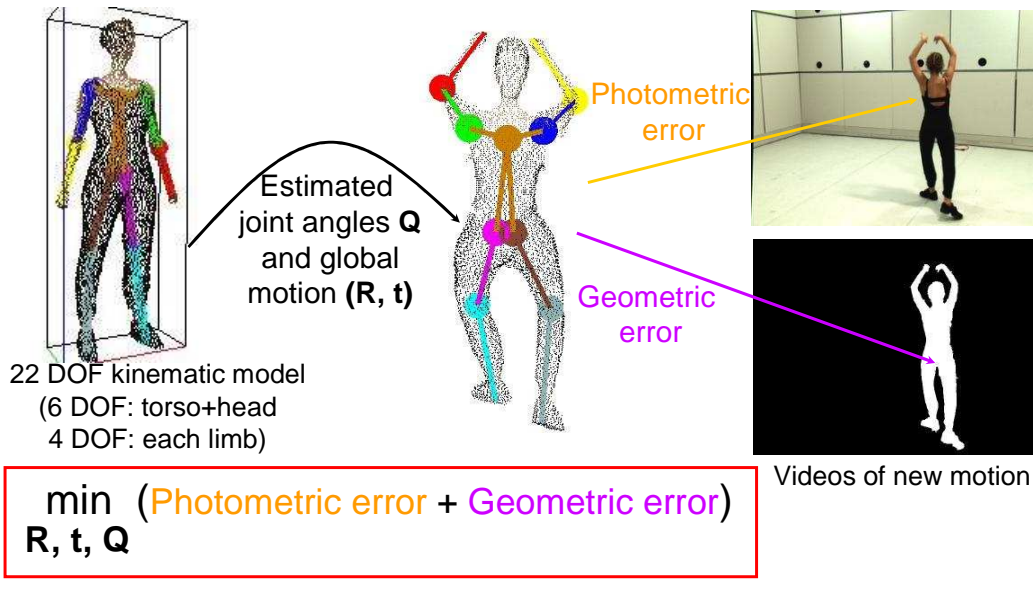 Photometric
error
Estimated
joint angles Q
and global
motion (R, t)
Geometric
error
22 DOF kinematic model
(6 DOF: torso+head
4 DOF: each limb)
Videos of new motion
min (Photometric error + Geometric error)
R, t, Q